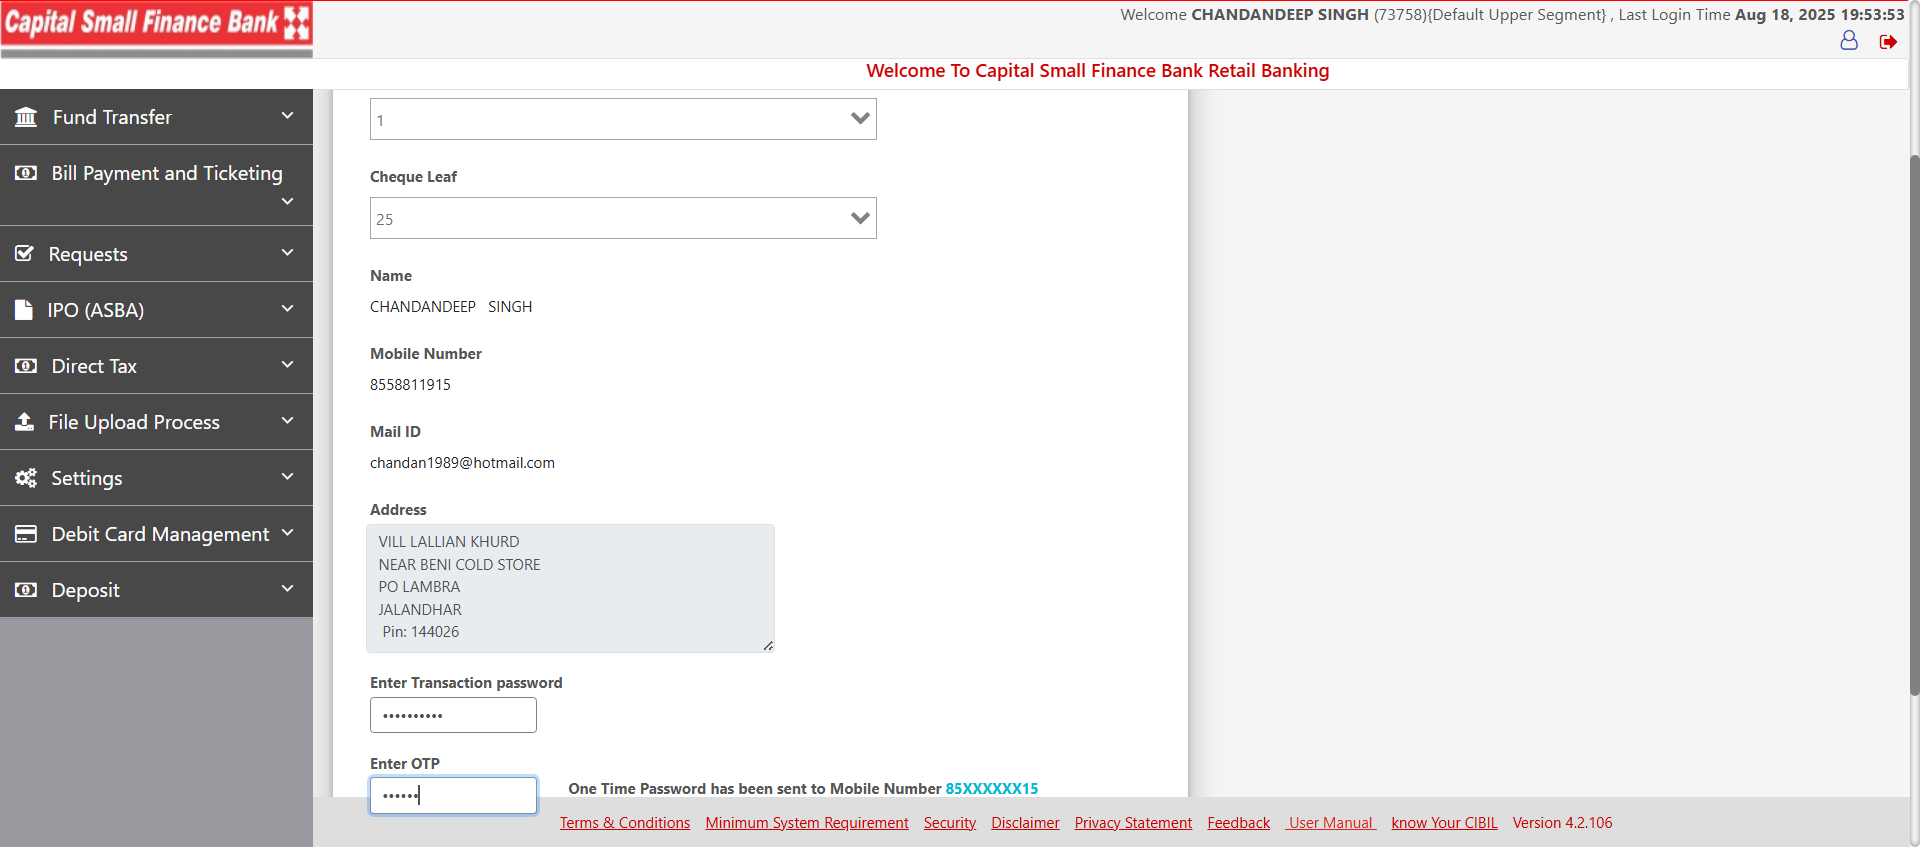 Capital Small Finance Bank
Welcome CHANDANDEEP SINGH (73758){Default Upper Segment} , Last Login Time Aug 18, 2025 19:53:53
Welcome To Capital Small Finance Bank Retail Banking
Fund Transfer
Bill Payment and Ticketing
Requests
IPO (ASBA)
Direct Tax
File Upload Process
Settings
Debit Card Management
Deposit
1
Cheque Leaf
25
Name
CHANDANDEEP SINGH
Mobile Number
8558811915
Mail ID
chandan1989@hotmail.com
Address
VILL LALLIAN KHURD
NEAR BENI COLD STORE
PO LAMBRA
JALANDHAR
Pin: 144026
Enter Transaction password
••••••••••
Enter OTP
••••••
One Time Password has been sent to Mobile Number 85XXXXXX15
Terms & Conditions Minimum System Requirement Security Disclaimer Privacy Statement Feedback User Manual know Your CIBIL Version 4.2.106